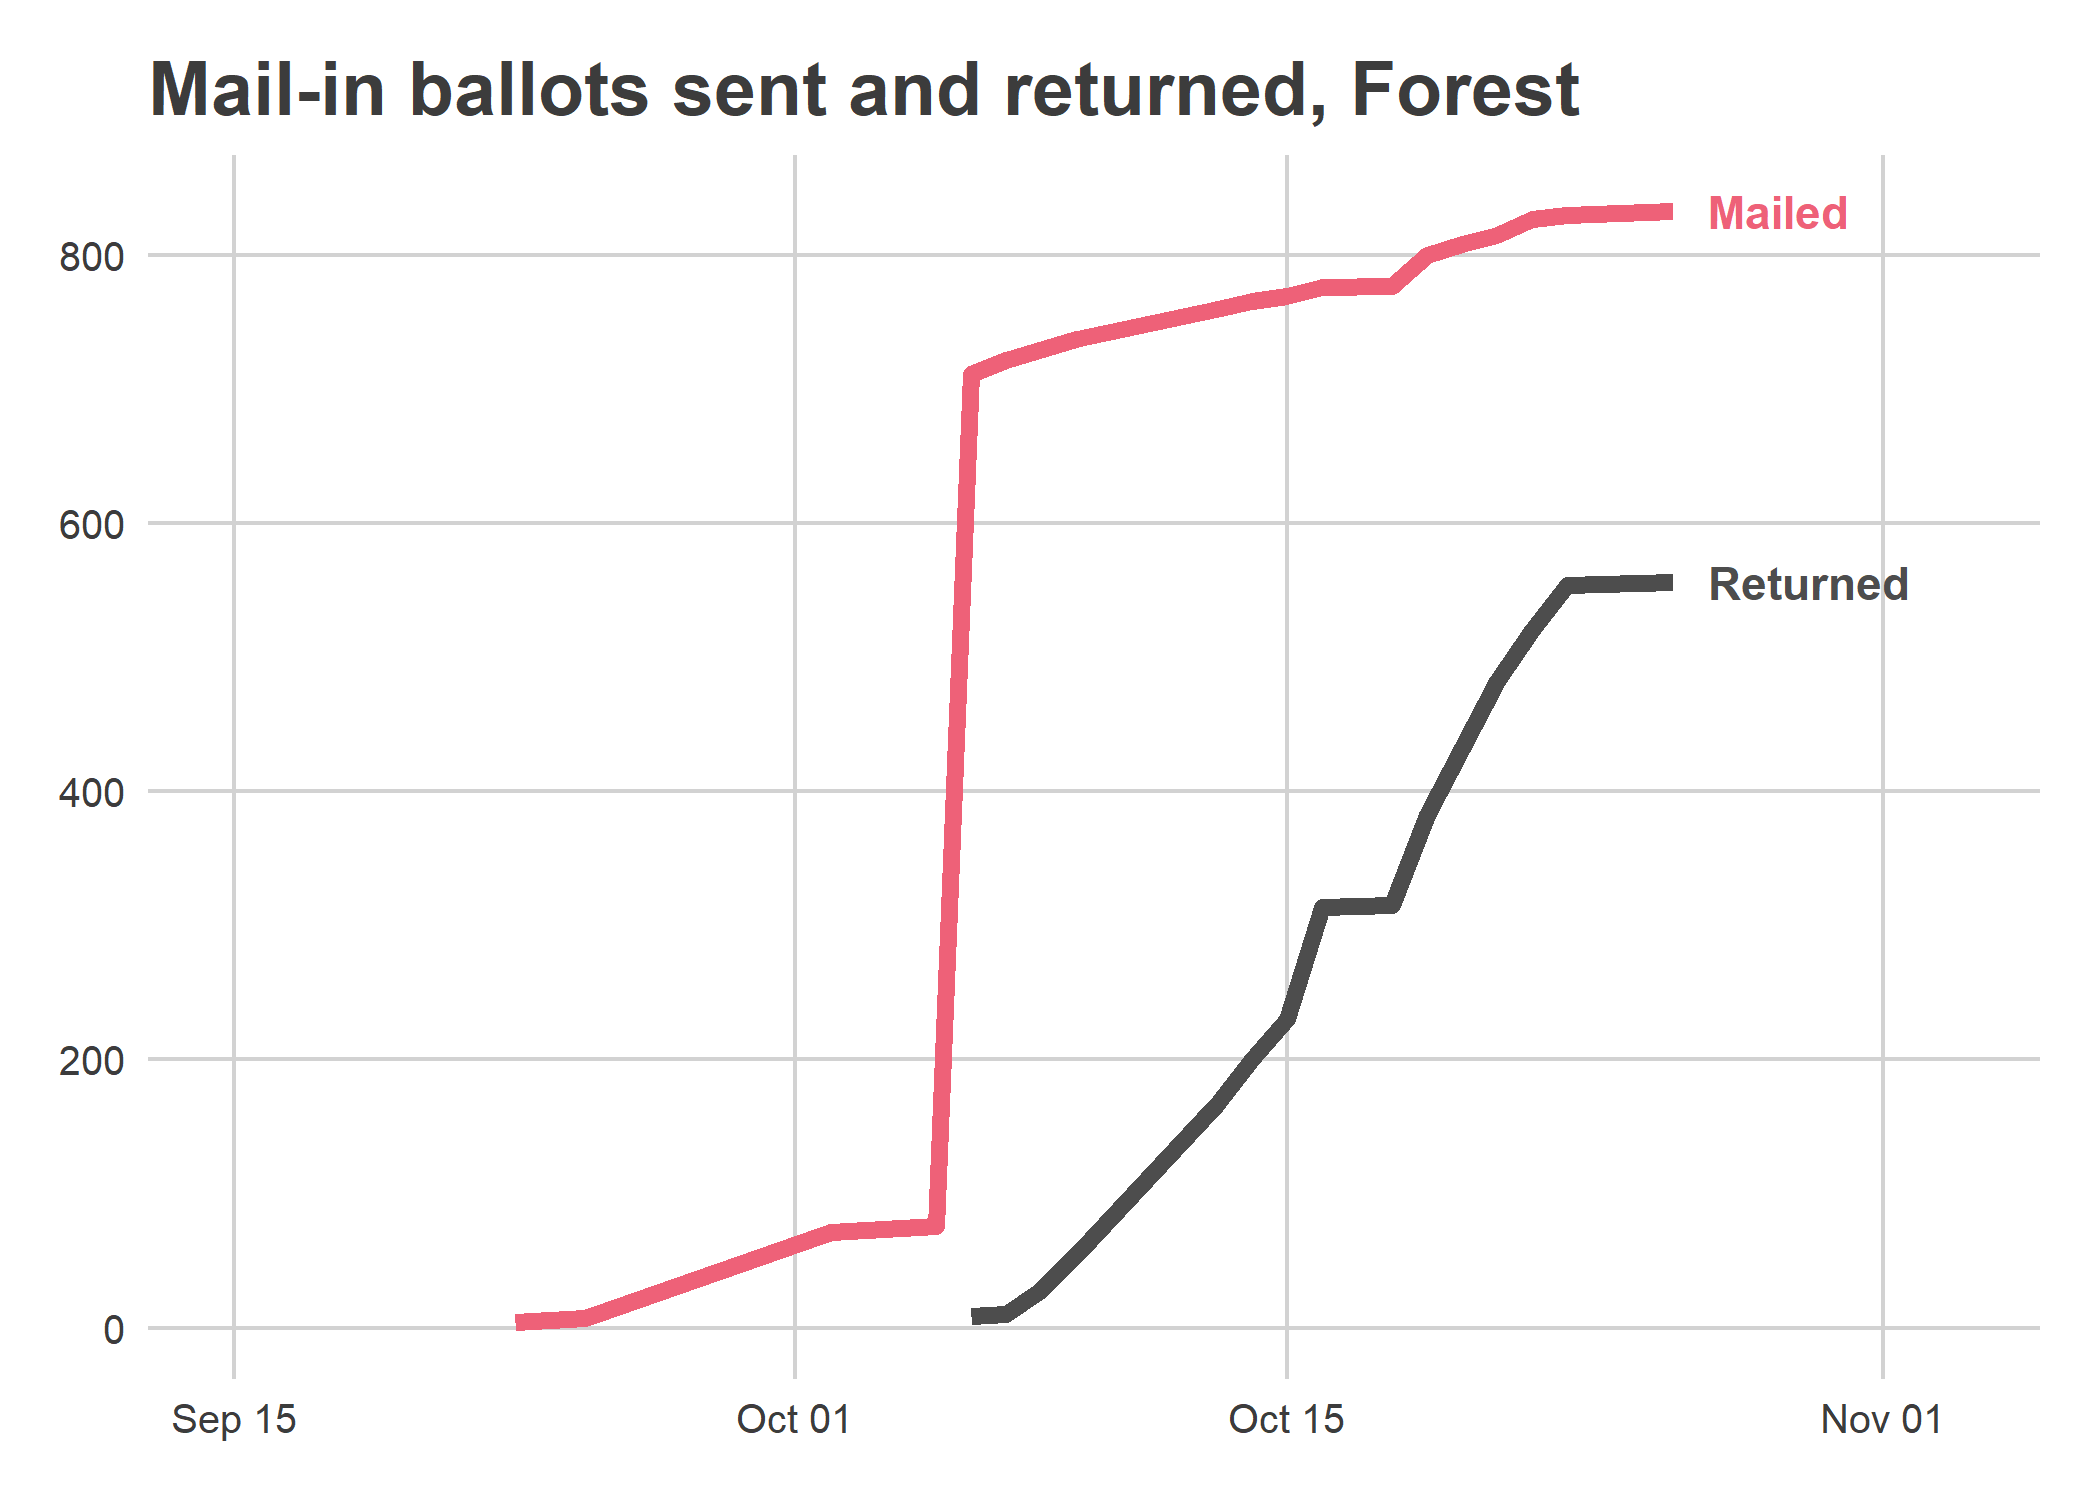 Mail-in ballots sent and returned, Forest
Mailed
800
600
Returned
400
200
0
Sep 15
Oct 01
Oct 15
Nov 01